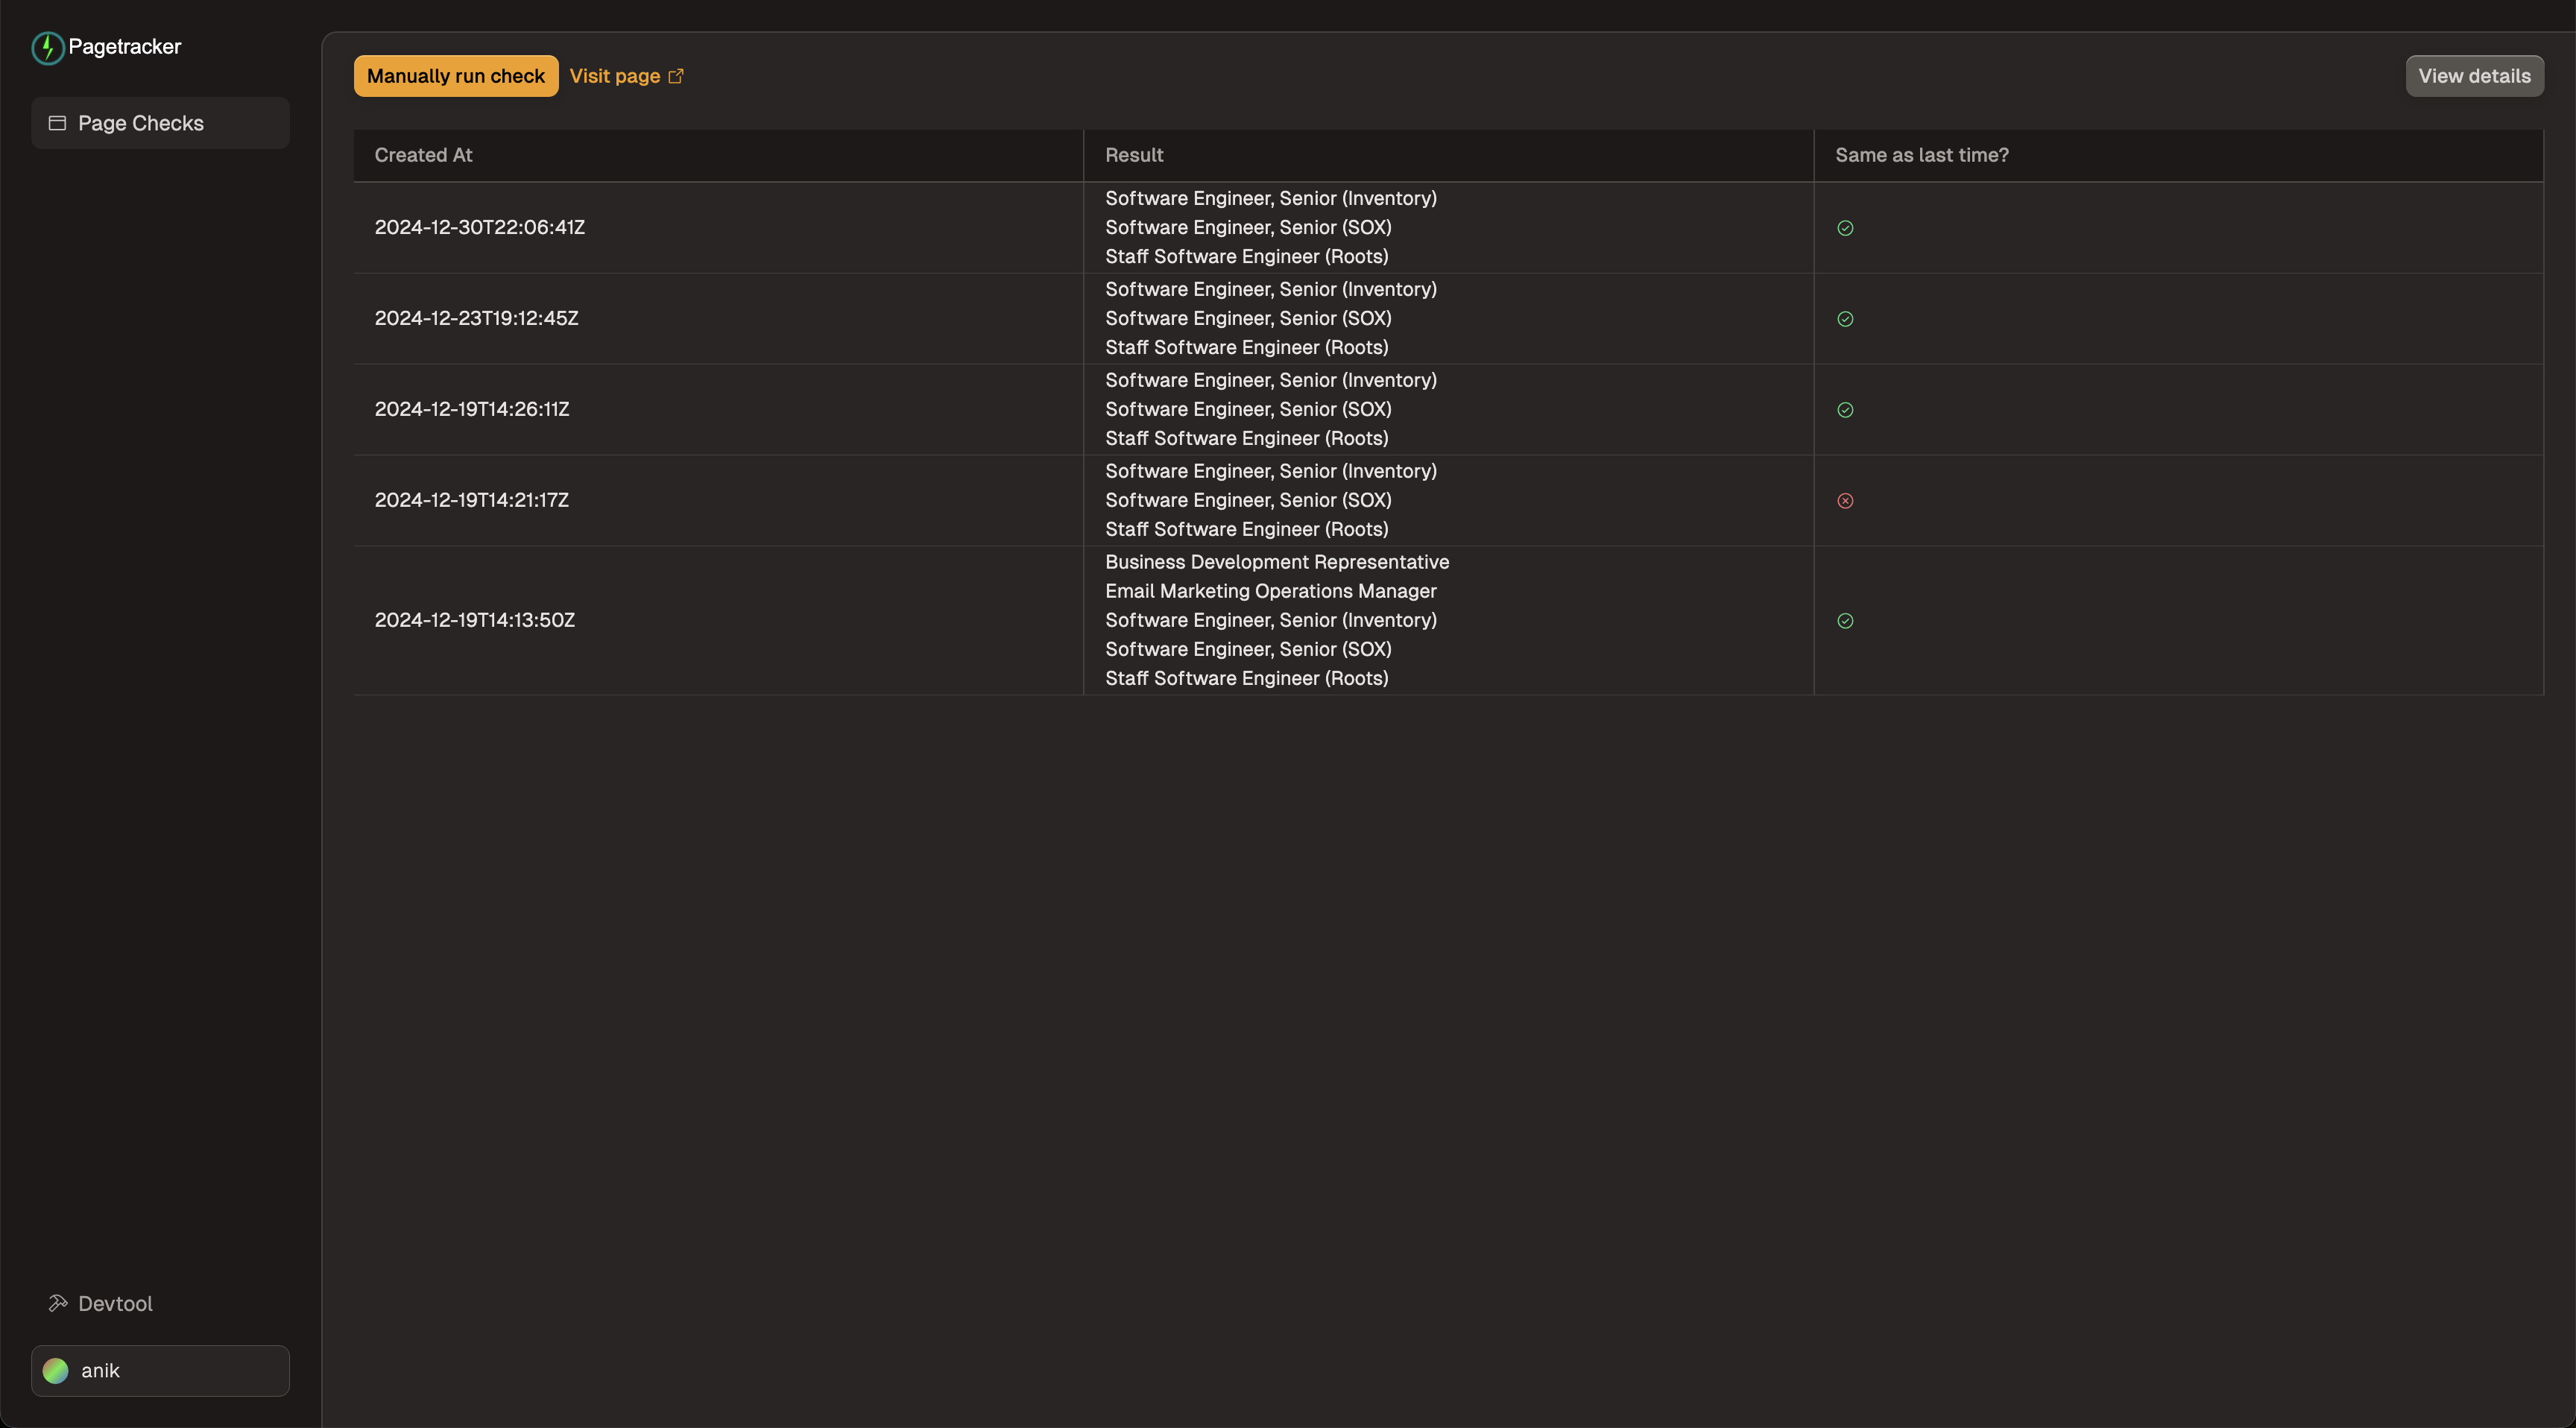 Pagetracker
Page Checks
Manually run check
Visit page
View details
Created At
Result
Same as last time?
2024-12-30T22:06:41Z
Software Engineer, Senior (Inventory)
Software Engineer, Senior (SOX)
Staff Software Engineer (Roots)
2024-12-23T19:12:45Z
Software Engineer, Senior (Inventory)
Software Engineer, Senior (SOX)
Staff Software Engineer (Roots)
2024-12-19T14:26:11Z
Software Engineer, Senior (Inventory)
Software Engineer, Senior (SOX)
Staff Software Engineer (Roots)
2024-12-19T14:21:17Z
Software Engineer, Senior (Inventory)
Software Engineer, Senior (SOX)
Staff Software Engineer (Roots)
2024-12-19T14:13:50Z
Business Development Representative
Email Marketing Operations Manager
Software Engineer, Senior (Inventory)
Software Engineer, Senior (SOX)
Staff Software Engineer (Roots)
Devtool
anik